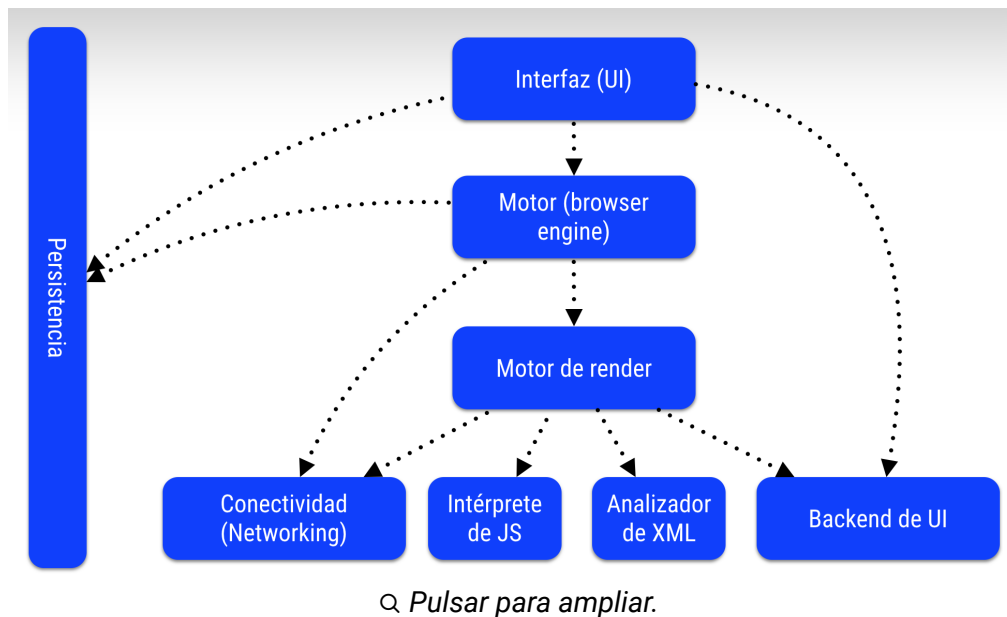 Persistencia
Interfaz (UI)
Motor (browser
engine)
Motor de render
Conectividad
(Networking)
Intérprete
de JS
Analizador
de XML
Backend de UI
Pulsar para ampliar.